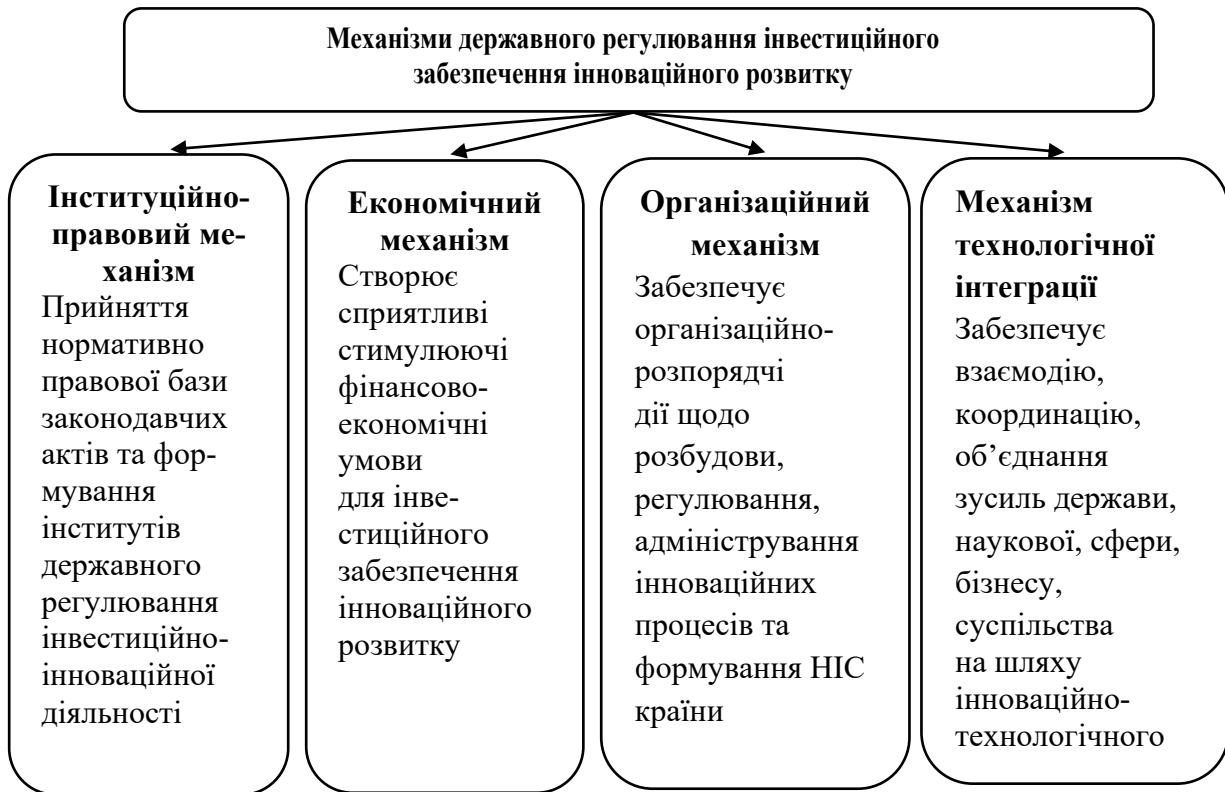 Механізми державного регулювання інвестиційного
забезпечення інноваційного розвитку
Інституційно-
правовий ме-
ханізм
Прийняття
нормативно
правової бази
законодавчих
актів та фор-
мування
інститутів
державного
регулювання
інвестиційно-
інноваційної
діяльності
Економічний
механізм
Створює
сприятливі
стимулюючі
фінансово-
економічні
умови
для інве-
стиційного
забезпечення
інноваційного
розвитку
Організаційний
механізм
Забезпечує
організаційно-
розпорядчі
дії щодо
розбудови,
регулювання,
адміністрування
інноваційних
процесів та
формування НІС
країни
Механізм
технологічної
інтеграції
Забезпечує
взаємодію,
координацію,
об’єднання
зусиль держави,
наукової, сфери,
бізнесу,
суспільства
на шляху
інноваційно-
технологічного